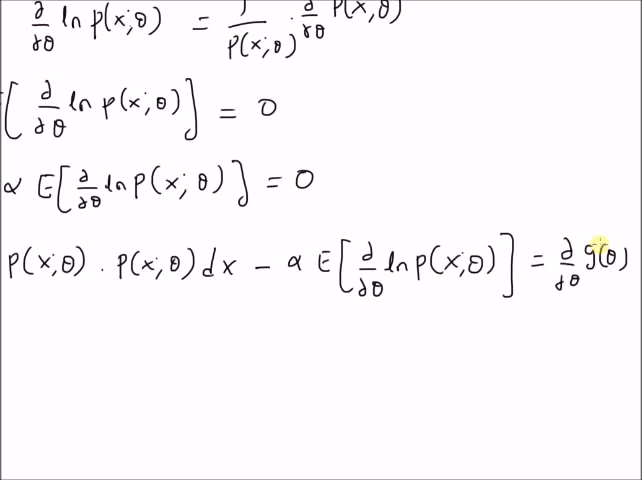 ∂/∂θ ln p(x;θ) = 1/p(x;θ) · ∂/∂θ p(x,θ)
[ ∂/∂θ ln p(x;θ) ] = 0
α E[ ∂/∂θ ln p(x; θ) ] = 0
p(x;θ) . p(x;θ) dx − α E[ ∂/∂θ ln p(x;θ) ] = ∂/∂θ g(θ)